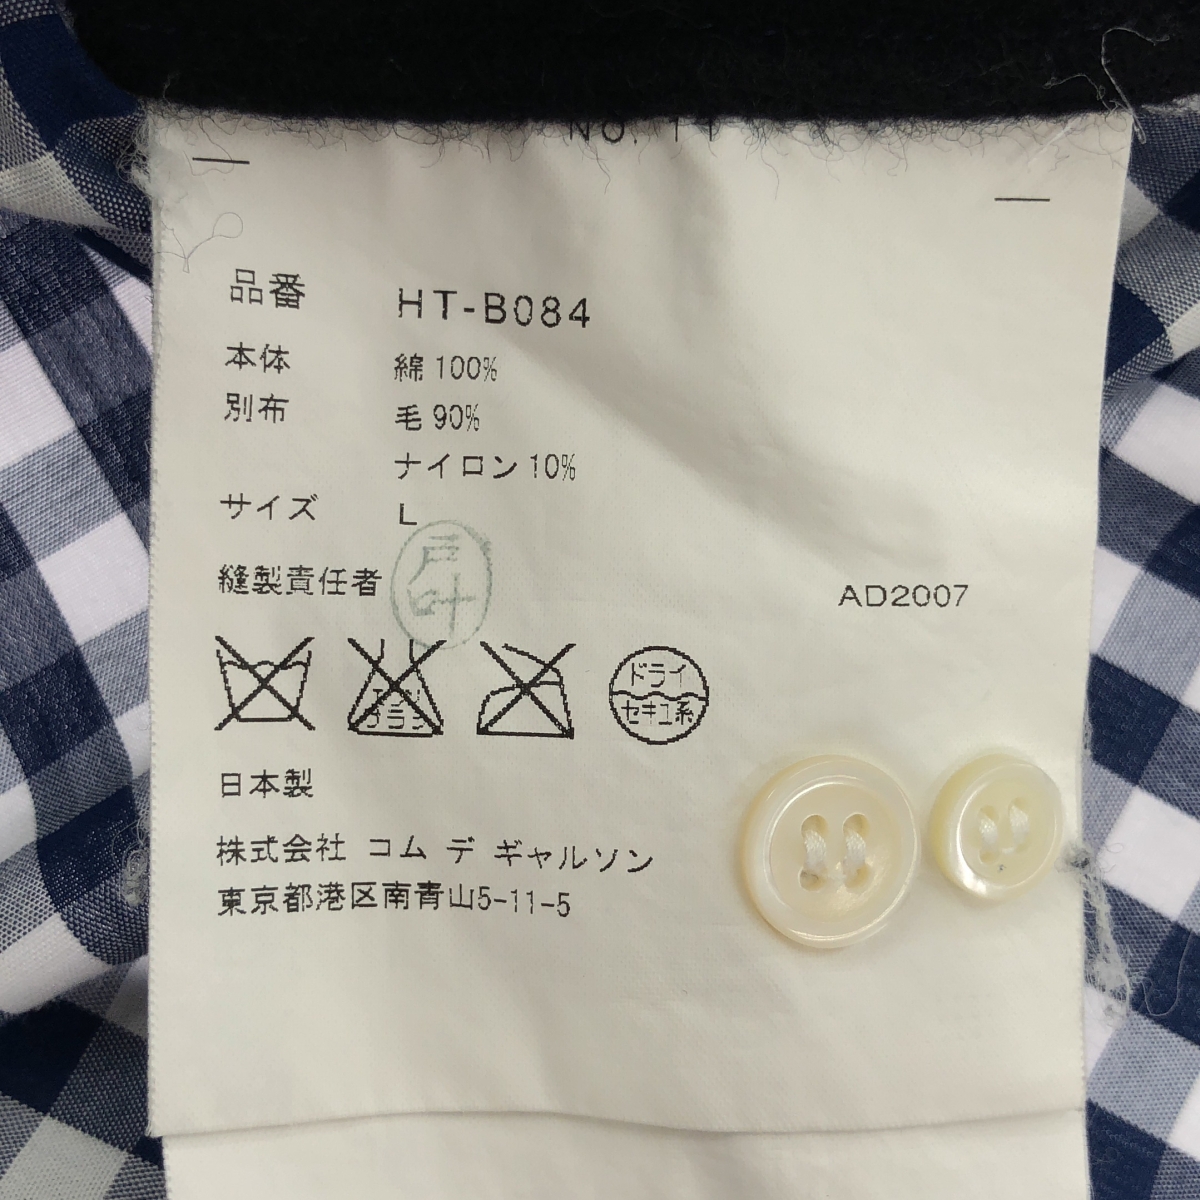 No. 11
品番 HT-B084
本体 綿 100%
別布 毛 90%
ナイロン 10%
サイズ L
縫製責任者 戸叶
AD2007
ドライ
セキユ系
日本製
株式会社 コム デ ギャルソン
東京都港区南青山5-11-5